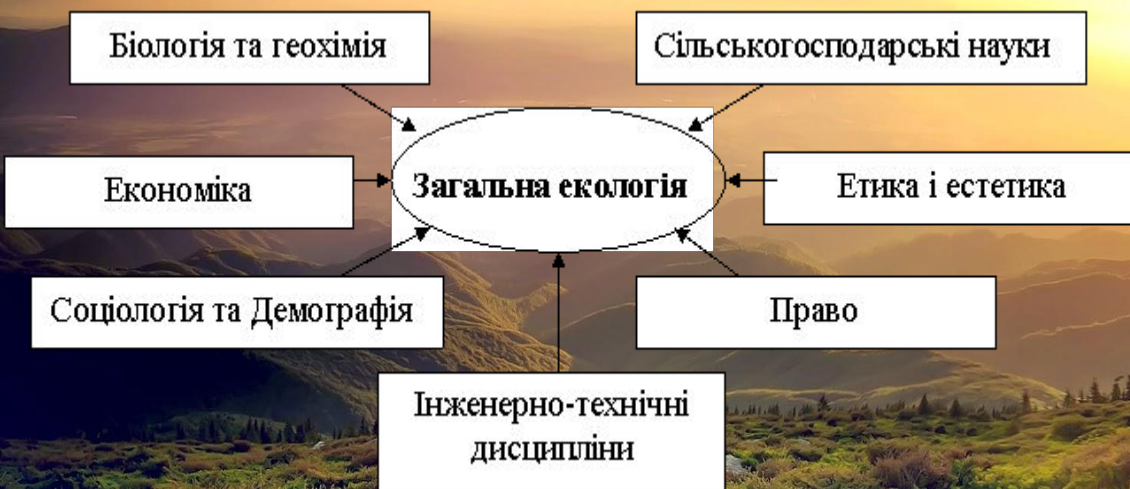 Біологія та геохімія
Сільськогосподарські науки
Економіка
Загальна екологія
Етика і естетика
Соціологія та Демографія
Право
Інженерно-технічні
дисципліни